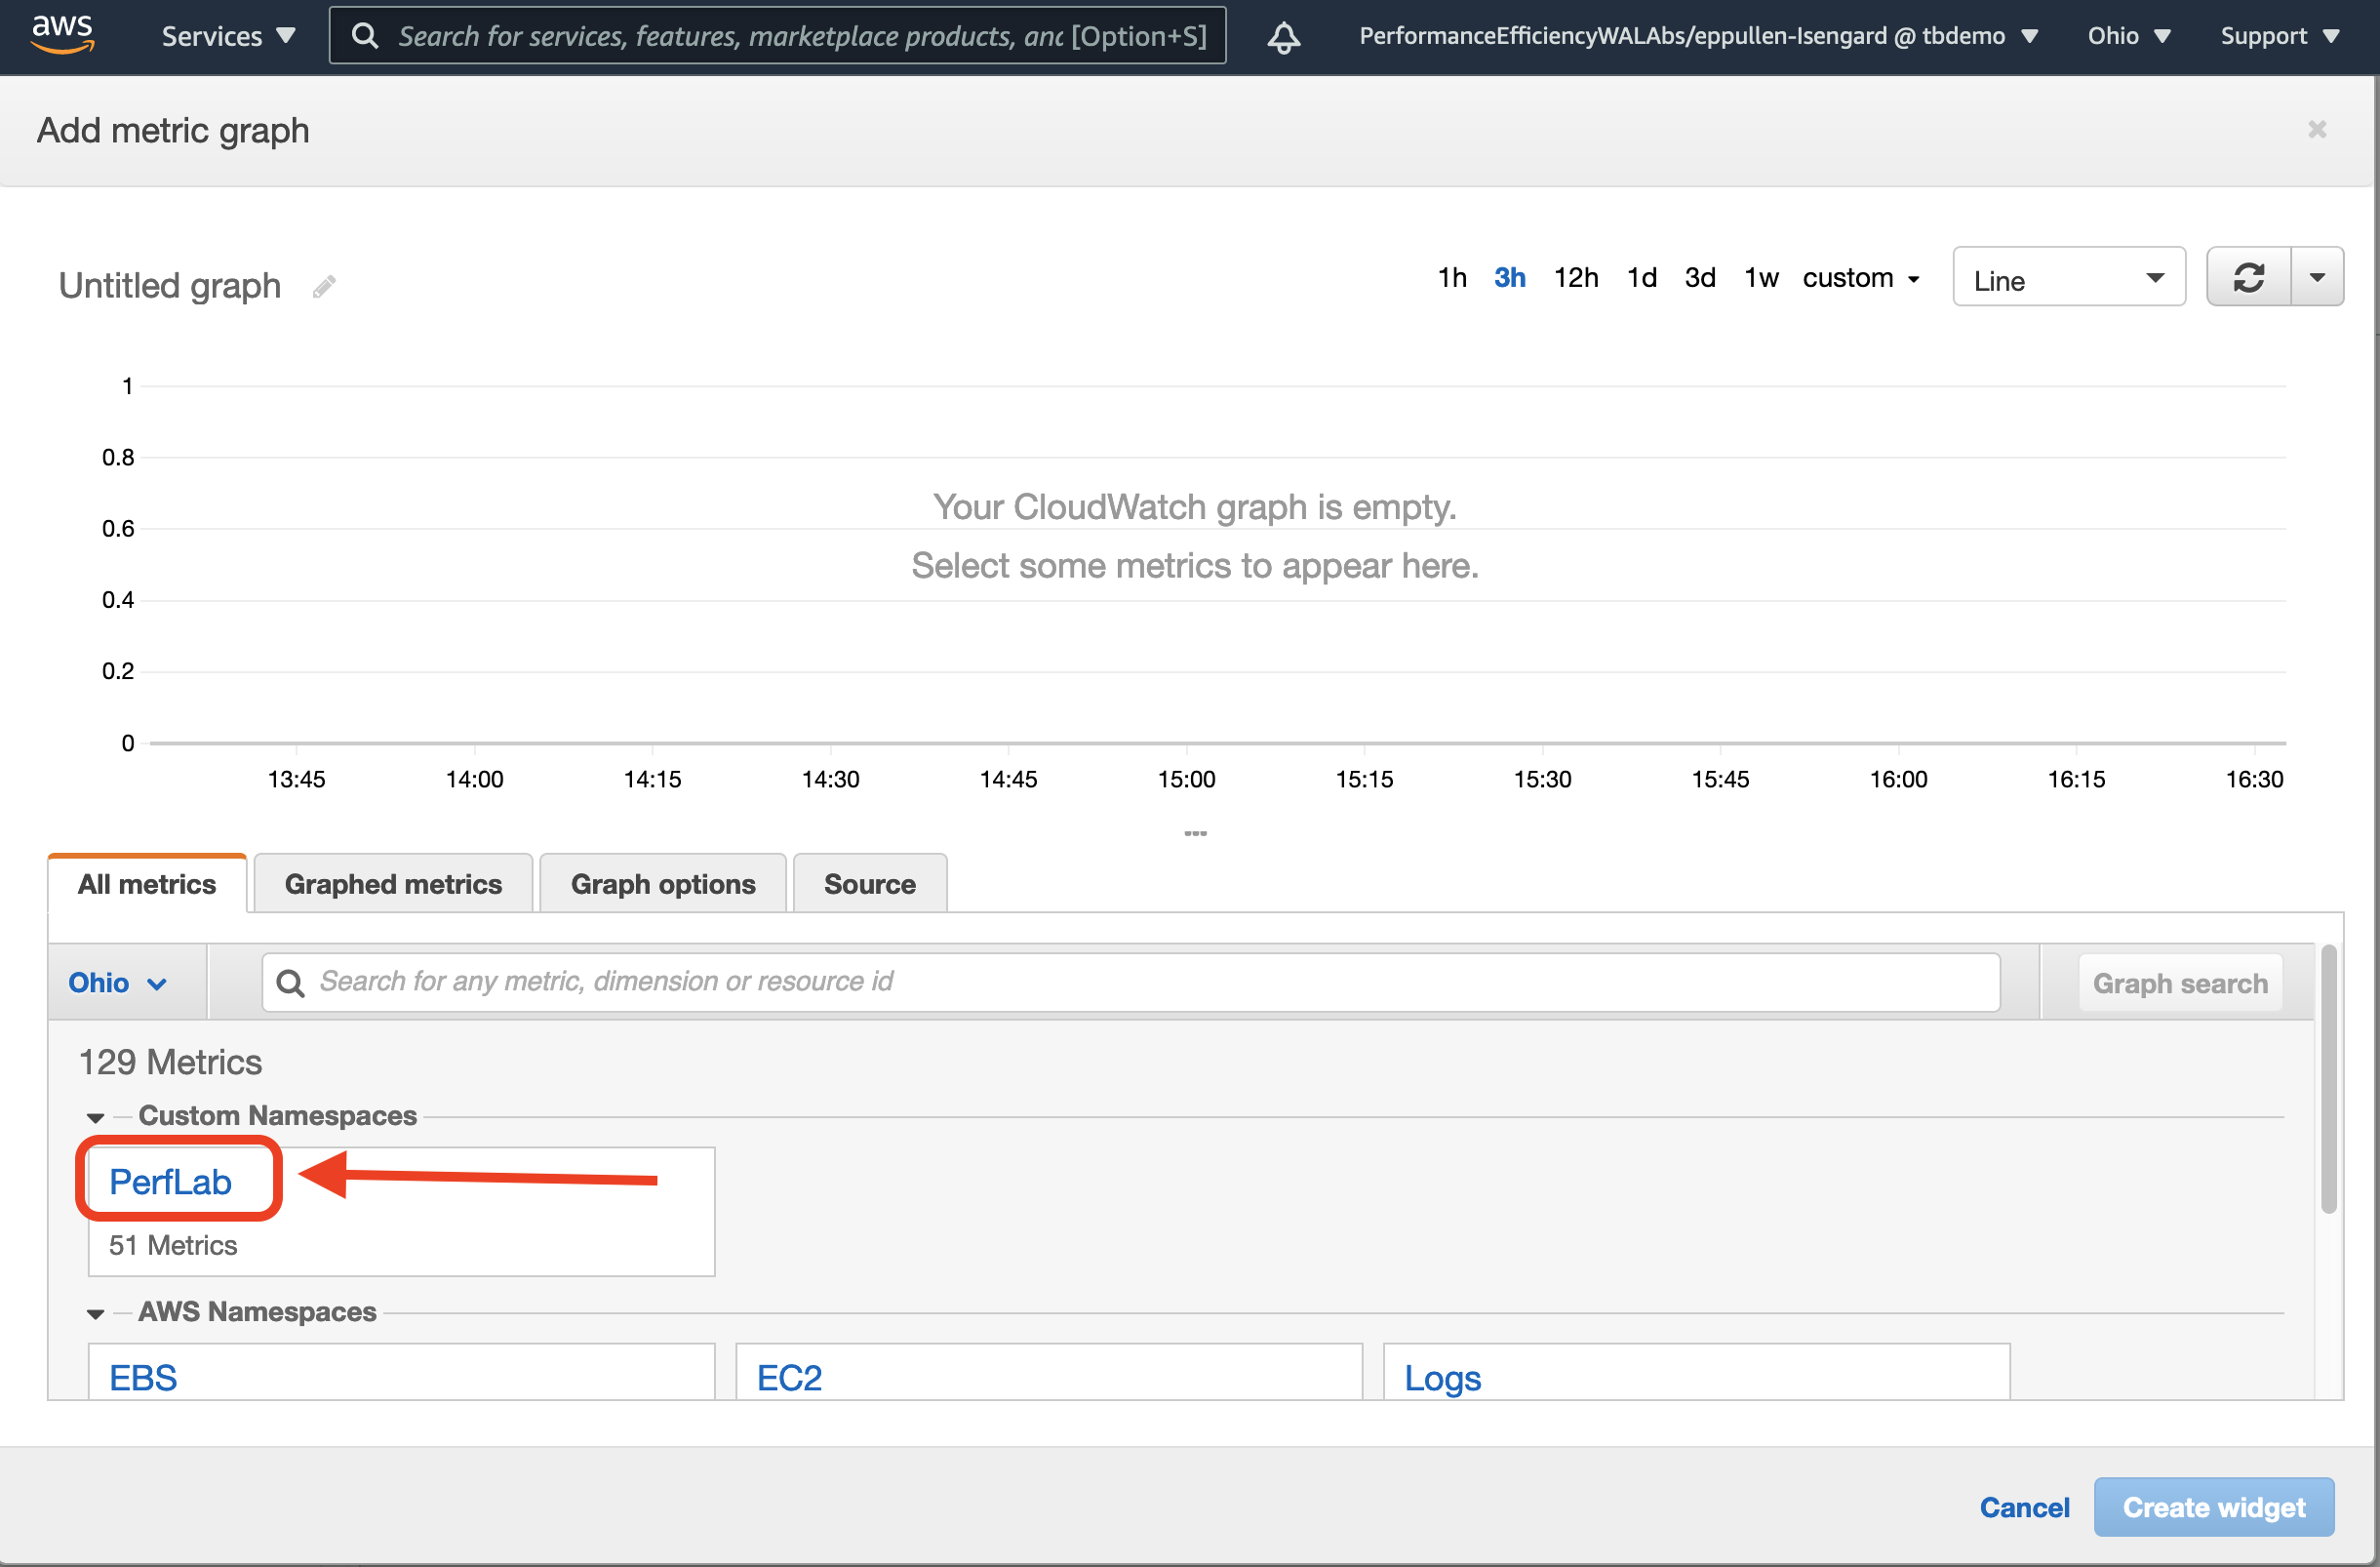 aws Services Search for services, features, marketplace products, and [Option+S] PerformanceEfficiencyWALAbs/eppullen-Isengard @ tbdemo Ohio Support
Add metric graph
Untitled graph 1h 3h 12h 1d 3d 1w custom Line
1
0.8
Your CloudWatch graph is empty.
0.6
Select some metrics to appear here.
0.4
0.2
0
13:45 14:00 14:15 14:30 14:45 15:00 15:15 15:30 15:45 16:00 16:15 16:30
All metrics Graphed metrics Graph options Source
Ohio Search for any metric, dimension or resource id Graph search
129 Metrics
Custom Namespaces
PerfLab
51 Metrics
AWS Namespaces
EBS EC2 Logs
Cancel Create widget